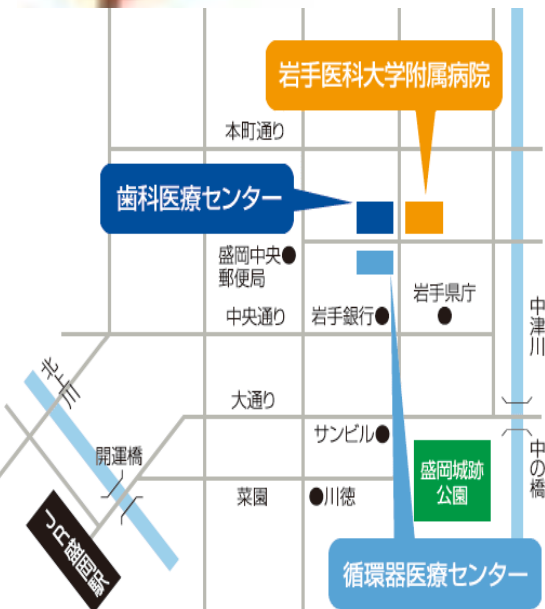 岩手医科大学附属病院
本町通り
歯科医療センター
盛岡中央
郵便局
岩手県庁
中央通り
岩手銀行
中津川
北上川
大通り
サンビル
開運橋
盛岡城跡
公園
中の橋
菜園
川徳
JR盛岡駅
循環器医療センター